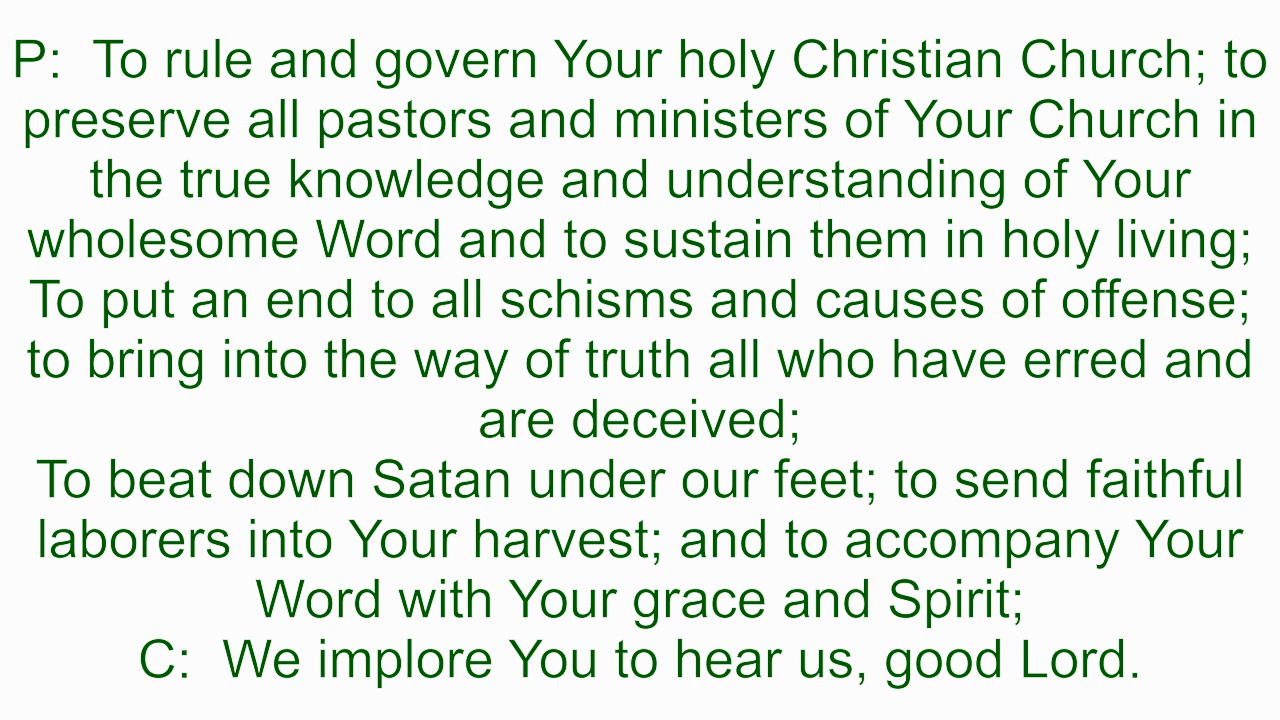 P:  To rule and govern Your holy Christian Church; to
preserve all pastors and ministers of Your Church in
the true knowledge and understanding of Your
wholesome Word and to sustain them in holy living;
To put an end to all schisms and causes of offense;
to bring into the way of truth all who have erred and
are deceived;
To beat down Satan under our feet; to send faithful
laborers into Your harvest; and to accompany Your
Word with Your grace and Spirit;
C:  We implore You to hear us, good Lord.